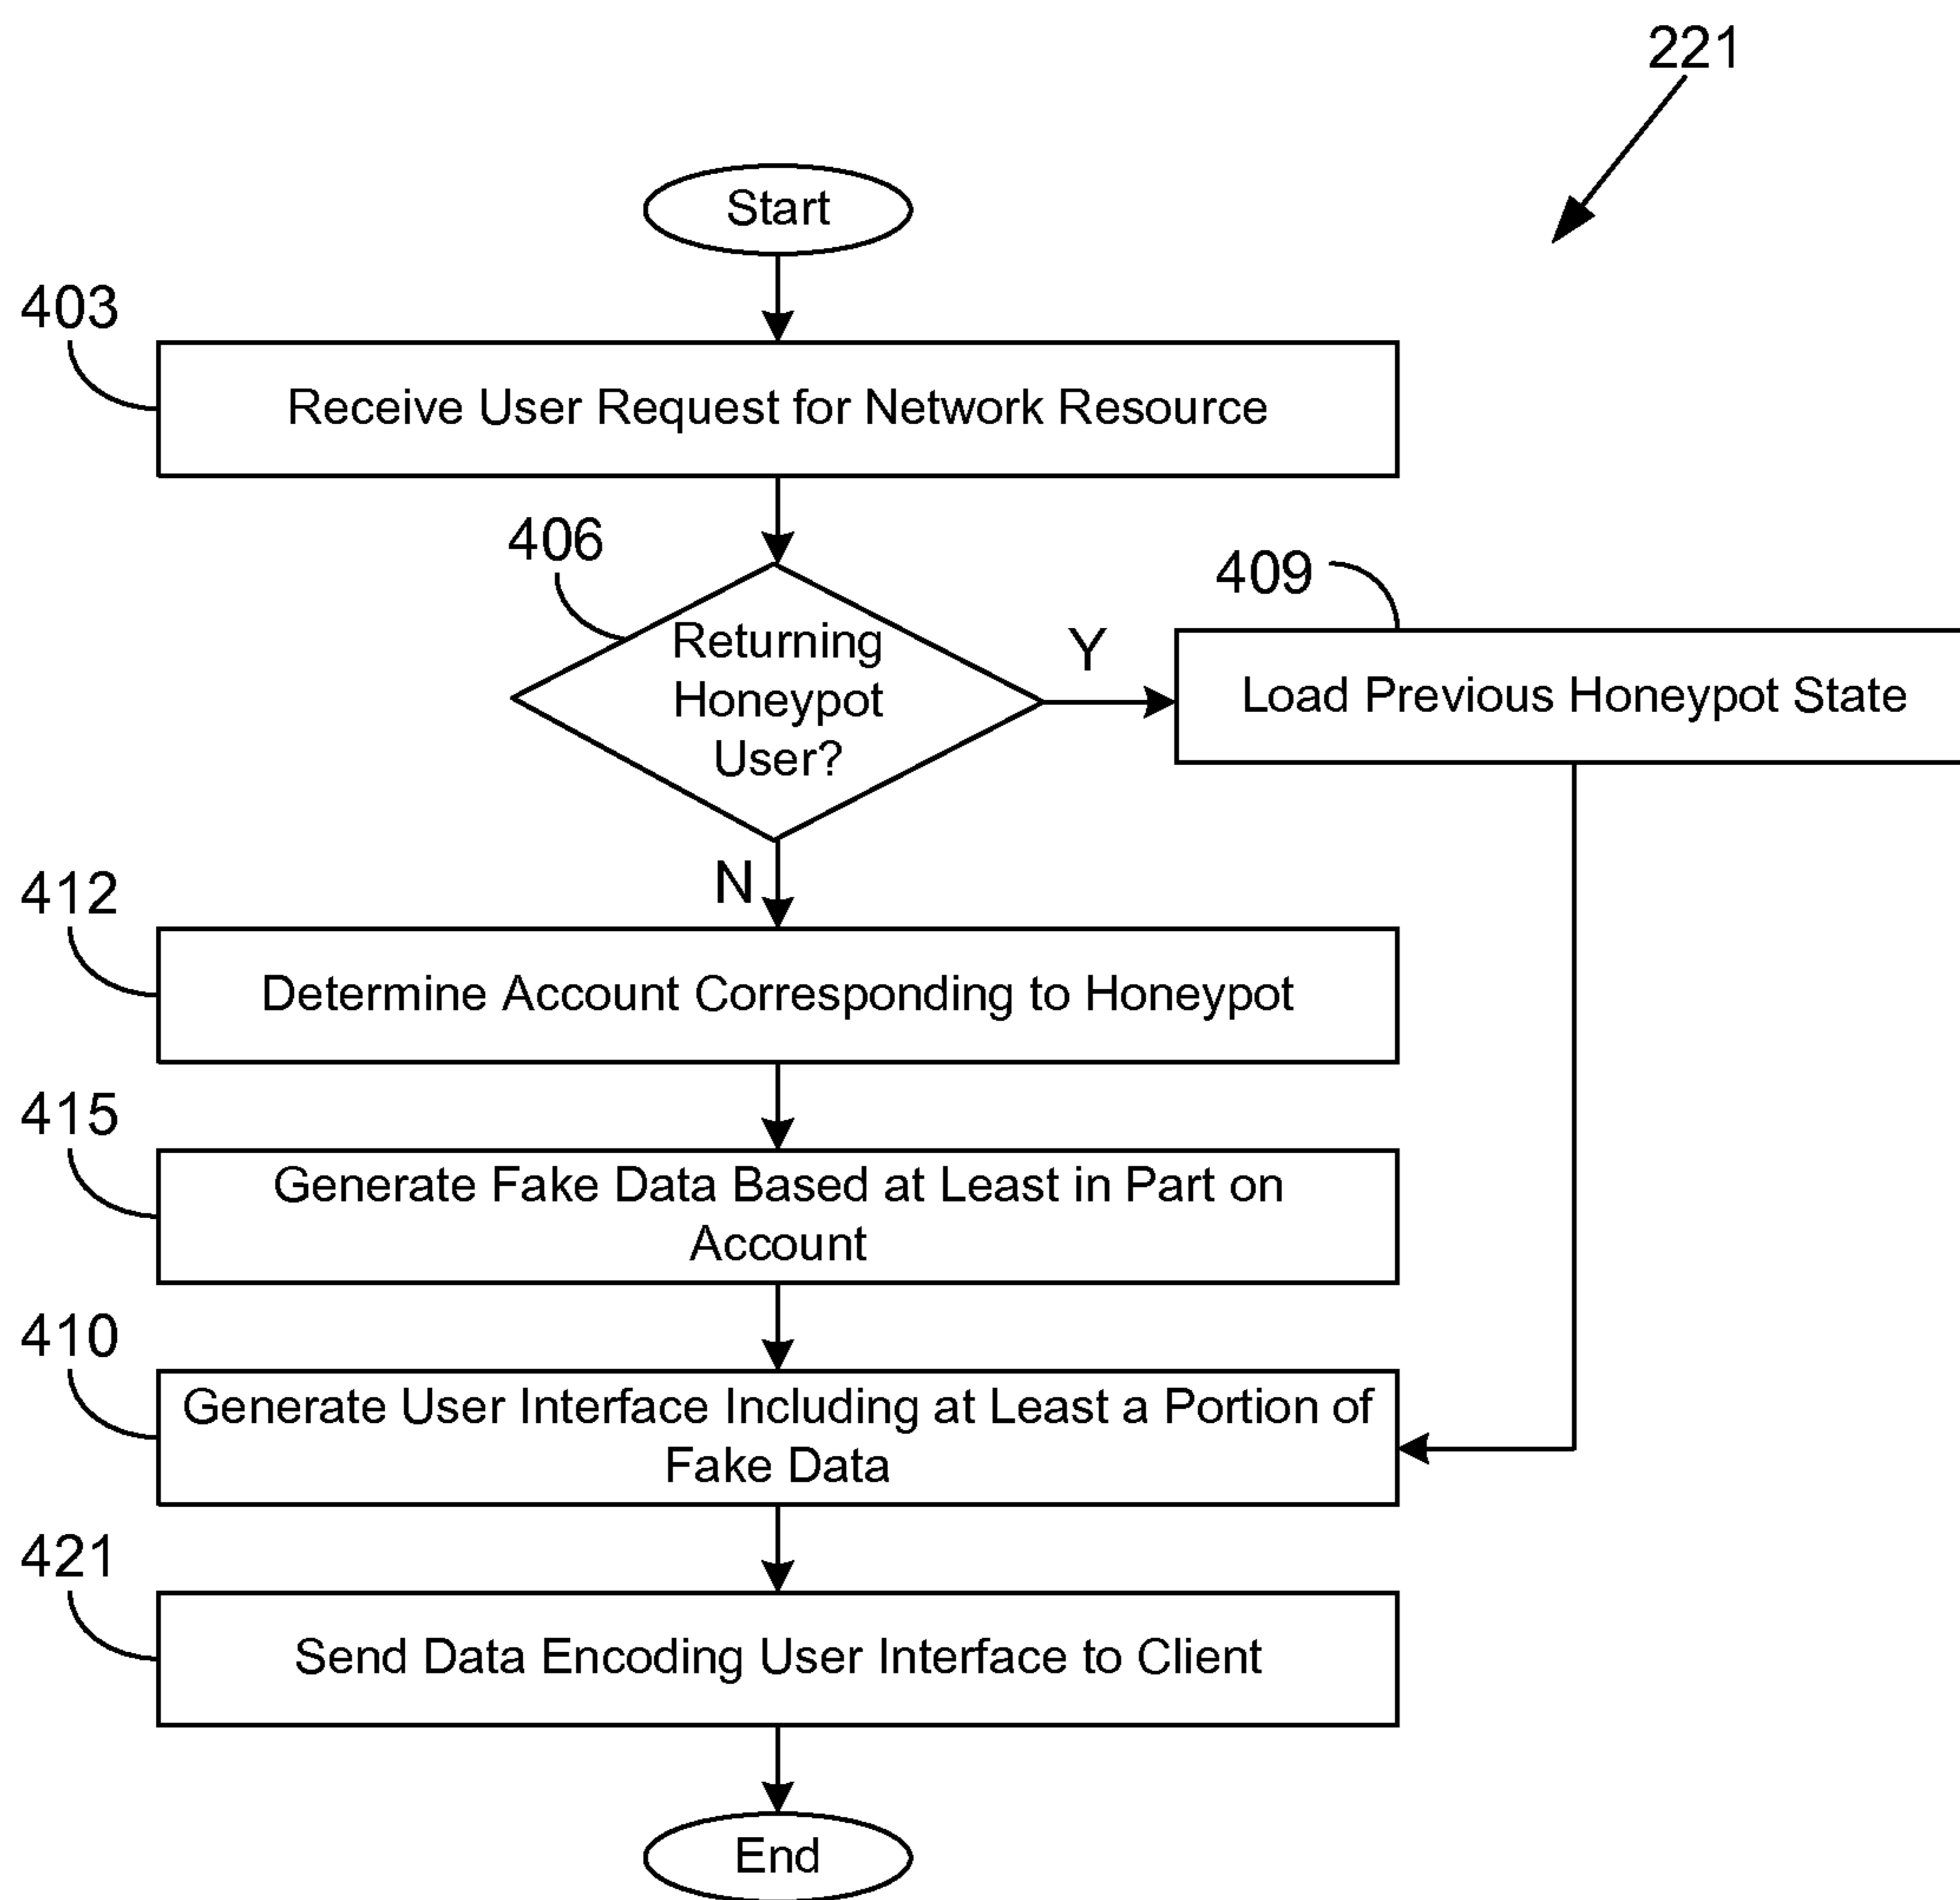 221
Start
403
Receive User Request for Network Resource
406
Returning
Honeypot
User?
Y
409
Load Previous Honeypot State
N
412
Determine Account Corresponding to Honeypot
415
Generate Fake Data Based at Least in Part on
Account
410
Generate User Interface Including at Least a Portion of
Fake Data
421
Send Data Encoding User Interface to Client
End